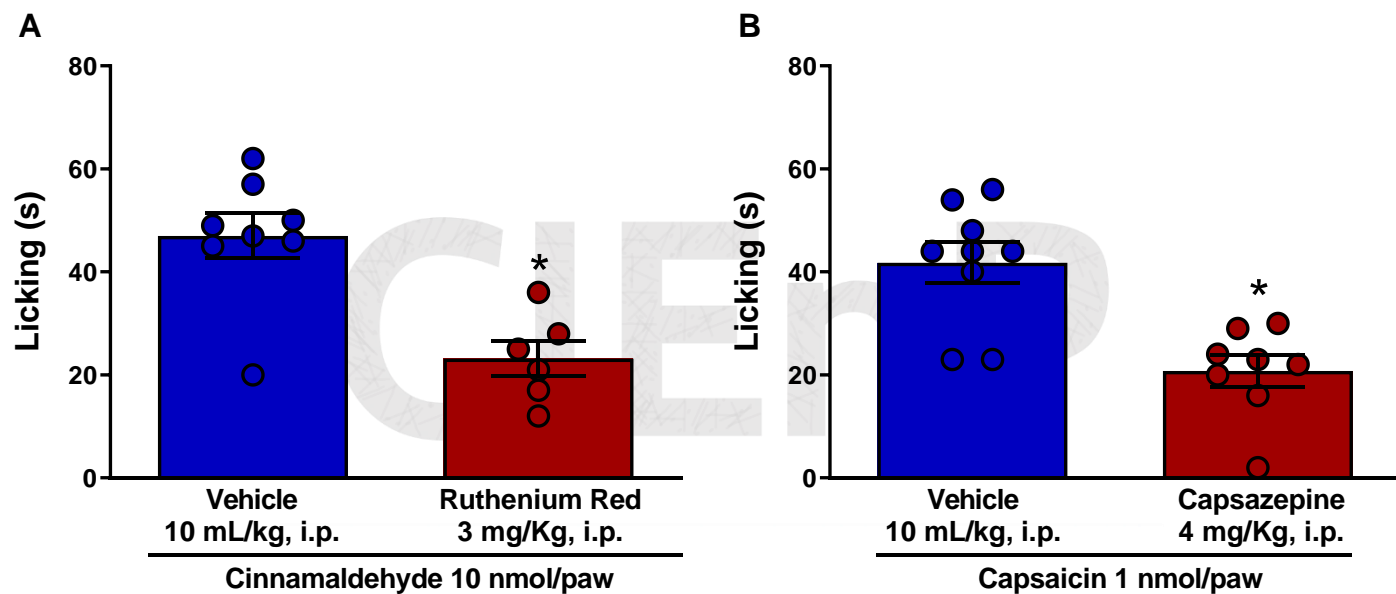 A
Licking (s)
80
60
40
20
0
*
Vehicle
10 mL/kg, i.p.
Ruthenium Red
3 mg/Kg, i.p.
Cinnamaldehyde 10 nmol/paw
B
Licking (s)
80
60
40
20
0
*
Vehicle
10 mL/kg, i.p.
Capsazepine
4 mg/Kg, i.p.
Capsaicin 1 nmol/paw
CIEnP